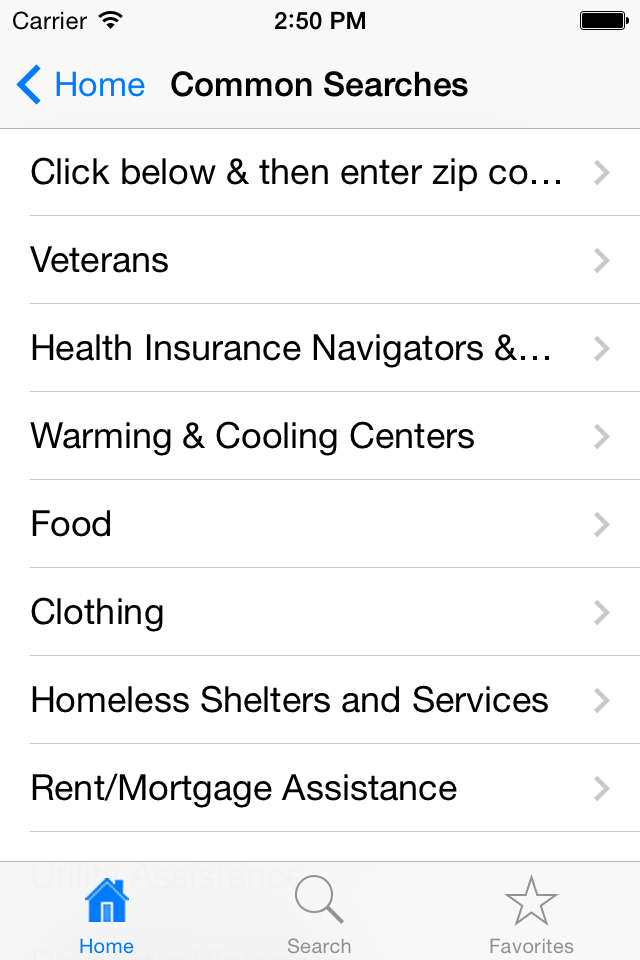 Carrier 2:50 PM
Home Common Searches
Click below & then enter zip co...
Veterans
Health Insurance Navigators &...
Warming & Cooling Centers
Food
Clothing
Homeless Shelters and Services
Rent/Mortgage Assistance
Utility Assistance
Home Search Favorites